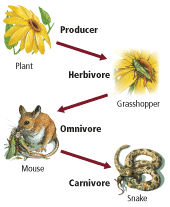 Producer
Plant
Herbivore
Grasshopper
Omnivore
Mouse
Carnivore
Snake